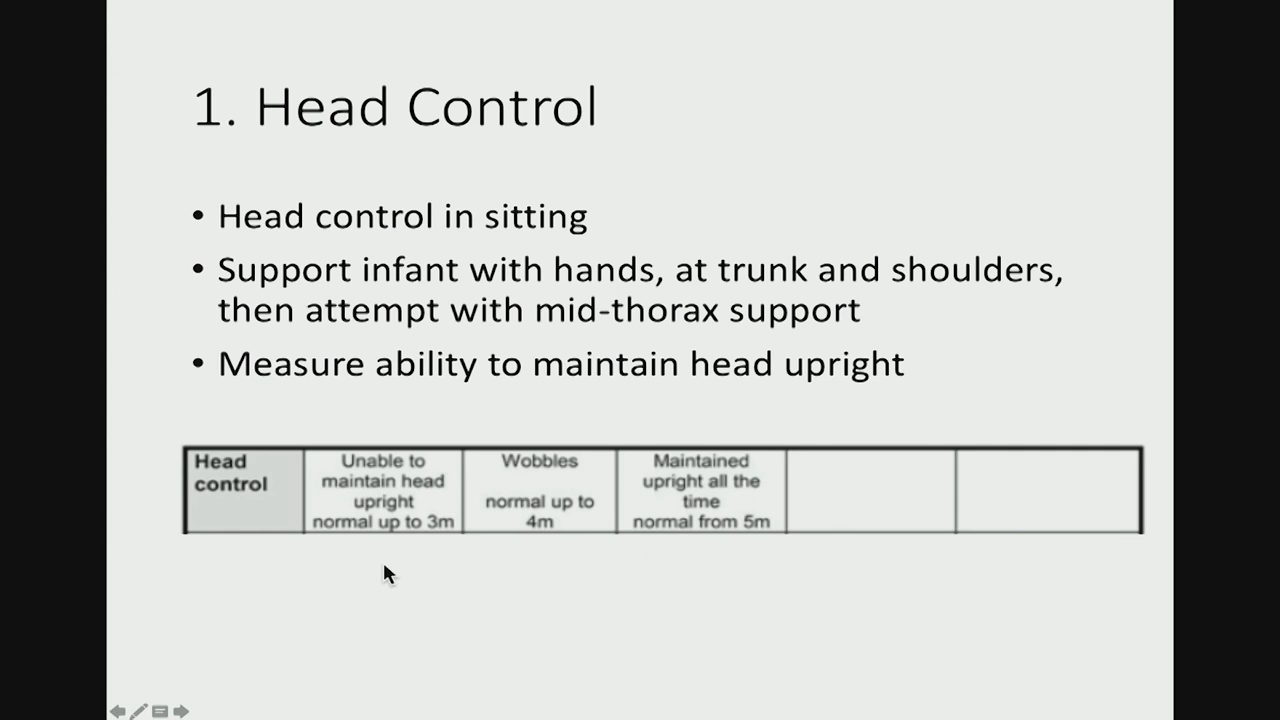 1. Head Control
• Head control in sitting
• Support infant with hands, at trunk and shoulders,
then attempt with mid-thorax support
• Measure ability to maintain head upright
Head
control
Unable to
maintain head
upright
normal up to 3m
Wobbles
normal up to
4m
Maintained
upright all the
time
normal from 5m